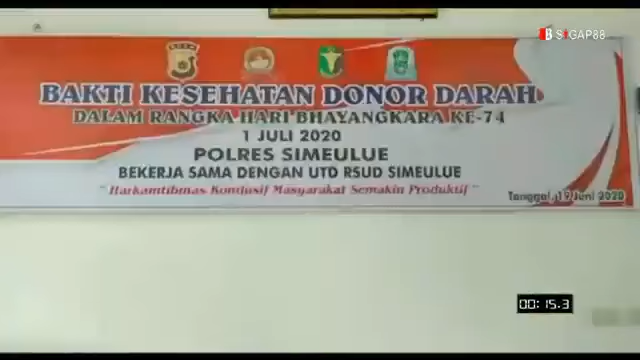 SIGAP88
BAKTI KESEHATAN DONOR DARAH
DALAM RANGKA HARI BHAYANGKARA KE-74
1 JULI 2020
POLRES SIMEULUE
BEKERJA SAMA DENGAN UTD RSUD SIMEULUE
"Harkamtibmas Kondusif Masyarakat Semakin Produktif"
Tanggal, 19 Juni 2020
00:15.3